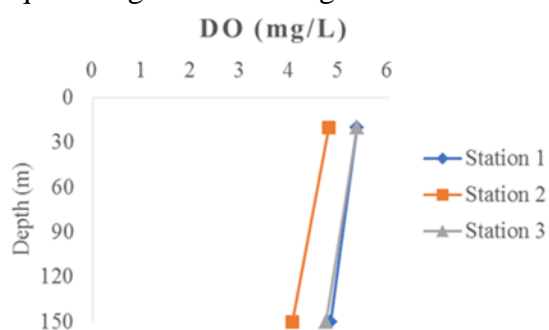 DO (mg/L)
0 1 2 3 4 5 6
0
30
60
90
120
150
Depth (m)
Station 1
Station 2
Station 3